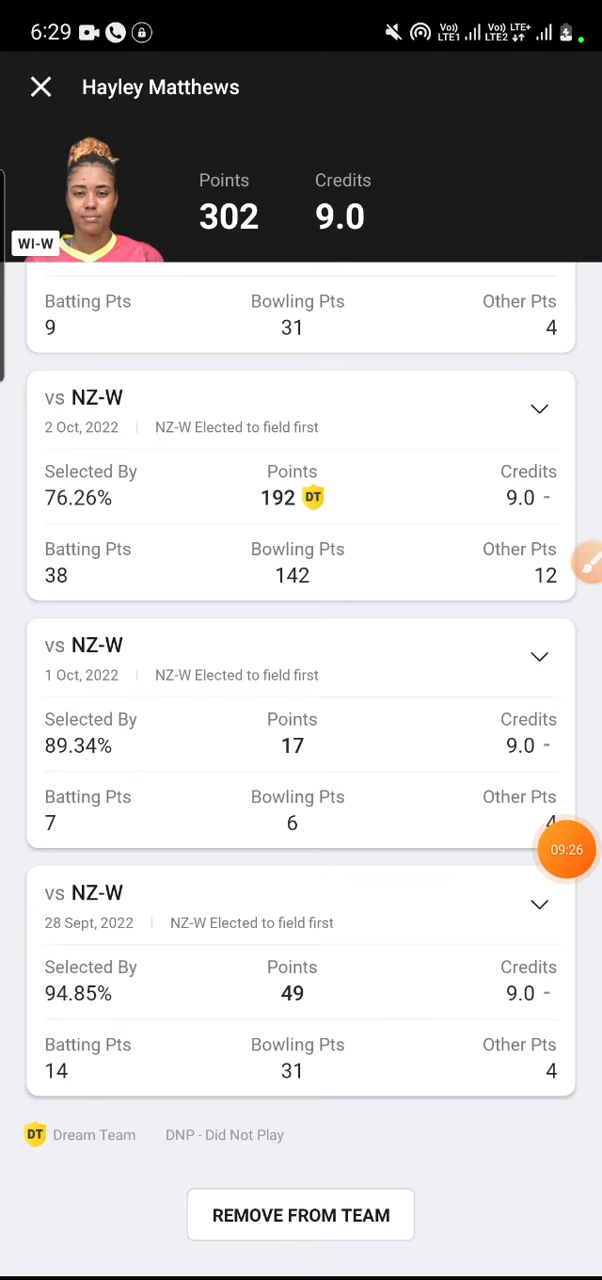 6:29 Vo) LTE1 Vo) LTE+ LTE2
Hayley Matthews
Points Credits
302 9.0
WI-W
Batting Pts Bowling Pts Other Pts
9 31 4
vs NZ-W
2 Oct, 2022 | NZ-W Elected to field first
Selected By Points Credits
76.26% 192 DT 9.0 -
Batting Pts Bowling Pts Other Pts
38 142 12
vs NZ-W
1 Oct, 2022 | NZ-W Elected to field first
Selected By Points Credits
89.34% 17 9.0 -
Batting Pts Bowling Pts Other Pts
7 6 4
09:26
vs NZ-W
28 Sept, 2022 | NZ-W Elected to field first
Selected By Points Credits
94.85% 49 9.0 -
Batting Pts Bowling Pts Other Pts
14 31 4
DT Dream Team DNP - Did Not Play
REMOVE FROM TEAM